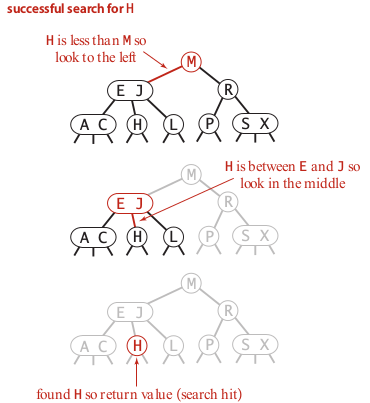 successful search for H
H is less than M so
look to the left
M
E J
R
A C
H
L
P
S X
H is between E and J so
look in the middle
M
E J
R
A C
H
L
P
S X
M
E J
R
A C
H
L
P
S X
found H so return value (search hit)